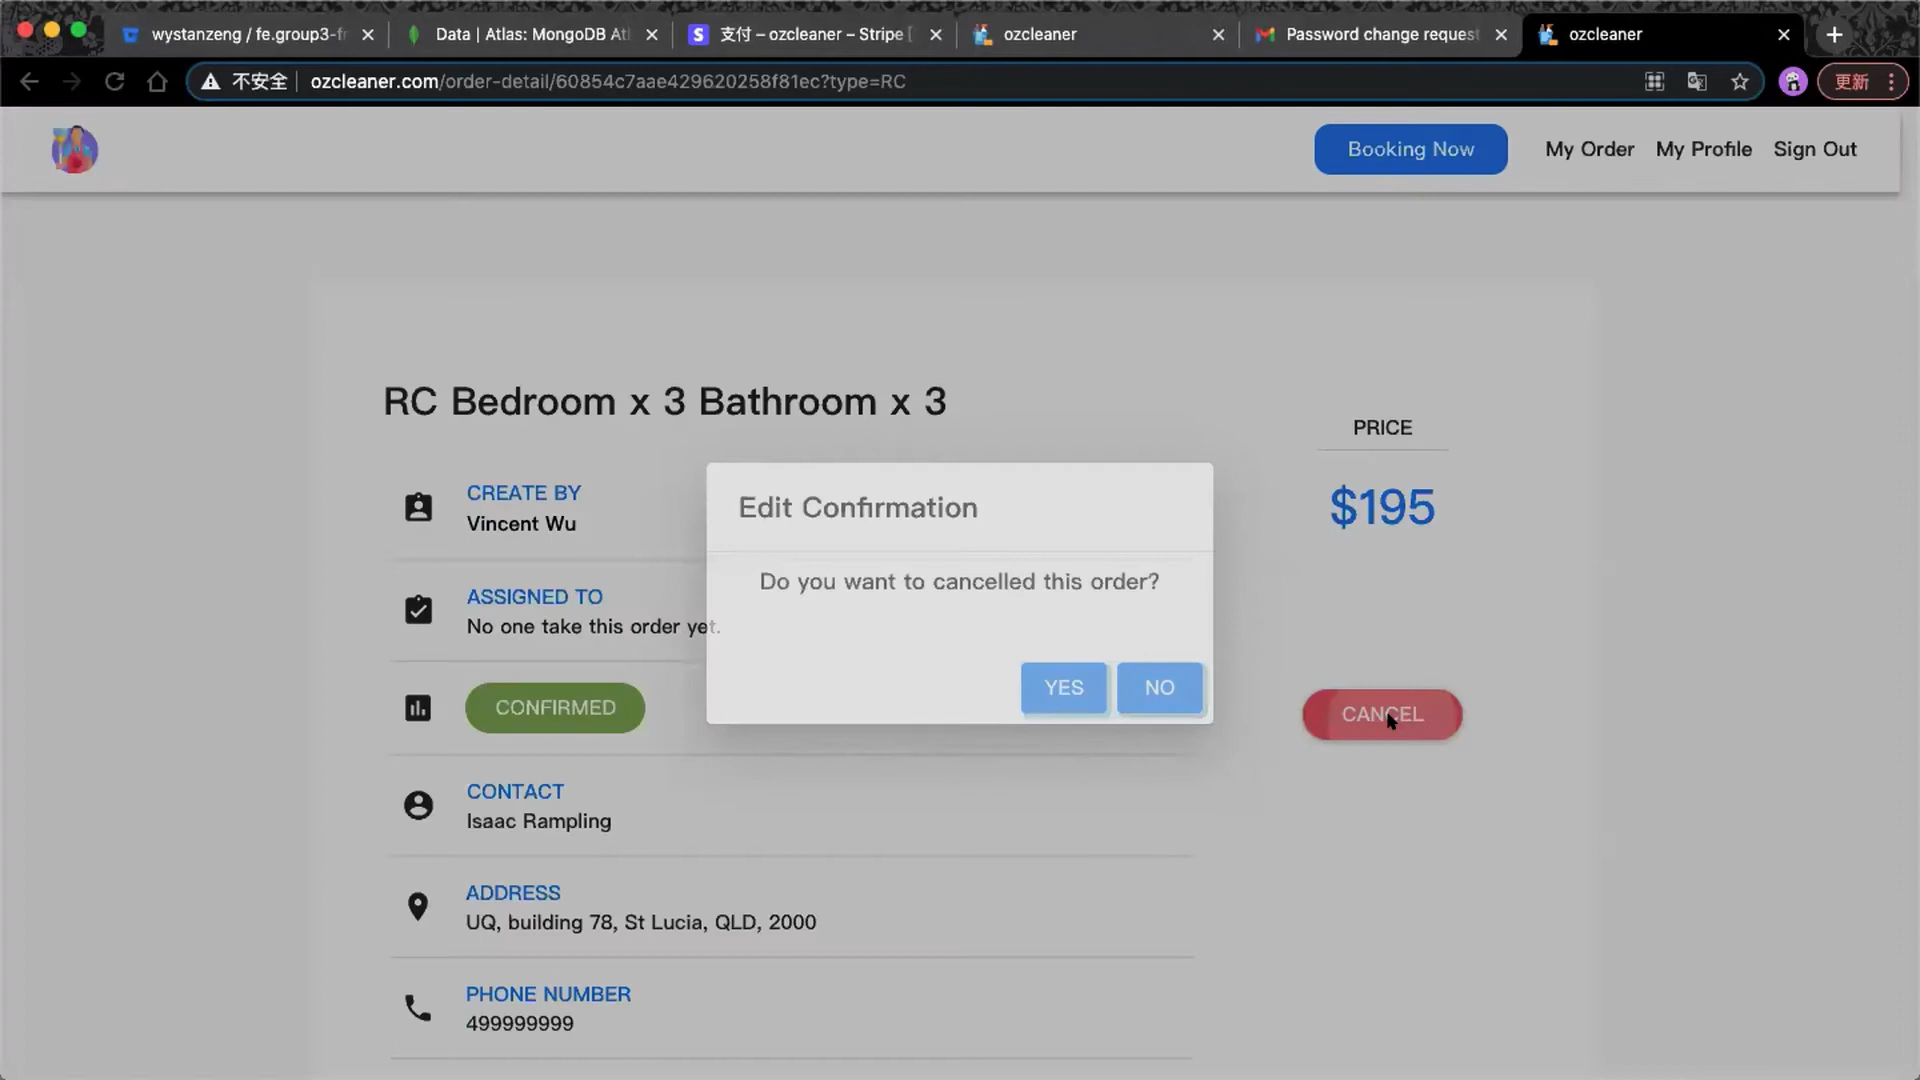 wystanzeng / fe.group3-fr
Data | Atlas: MongoDB Atl
支付 – ozcleaner – Stripe [
ozcleaner
Password change request
ozcleaner
不安全
ozcleaner.com/order-detail/60854c7aae429620258f81ec?type=RC
更新
Booking Now
My Order
My Profile
Sign Out
RC Bedroom x 3 Bathroom x 3
PRICE
$195
CREATE BY
Vincent Wu
ASSIGNED TO
No one take this order yet.
CONFIRMED
Edit Confirmation
Do you want to cancelled this order?
YES
NO
CANCEL
CONTACT
Isaac Rampling
ADDRESS
UQ, building 78, St Lucia, QLD, 2000
PHONE NUMBER
499999999